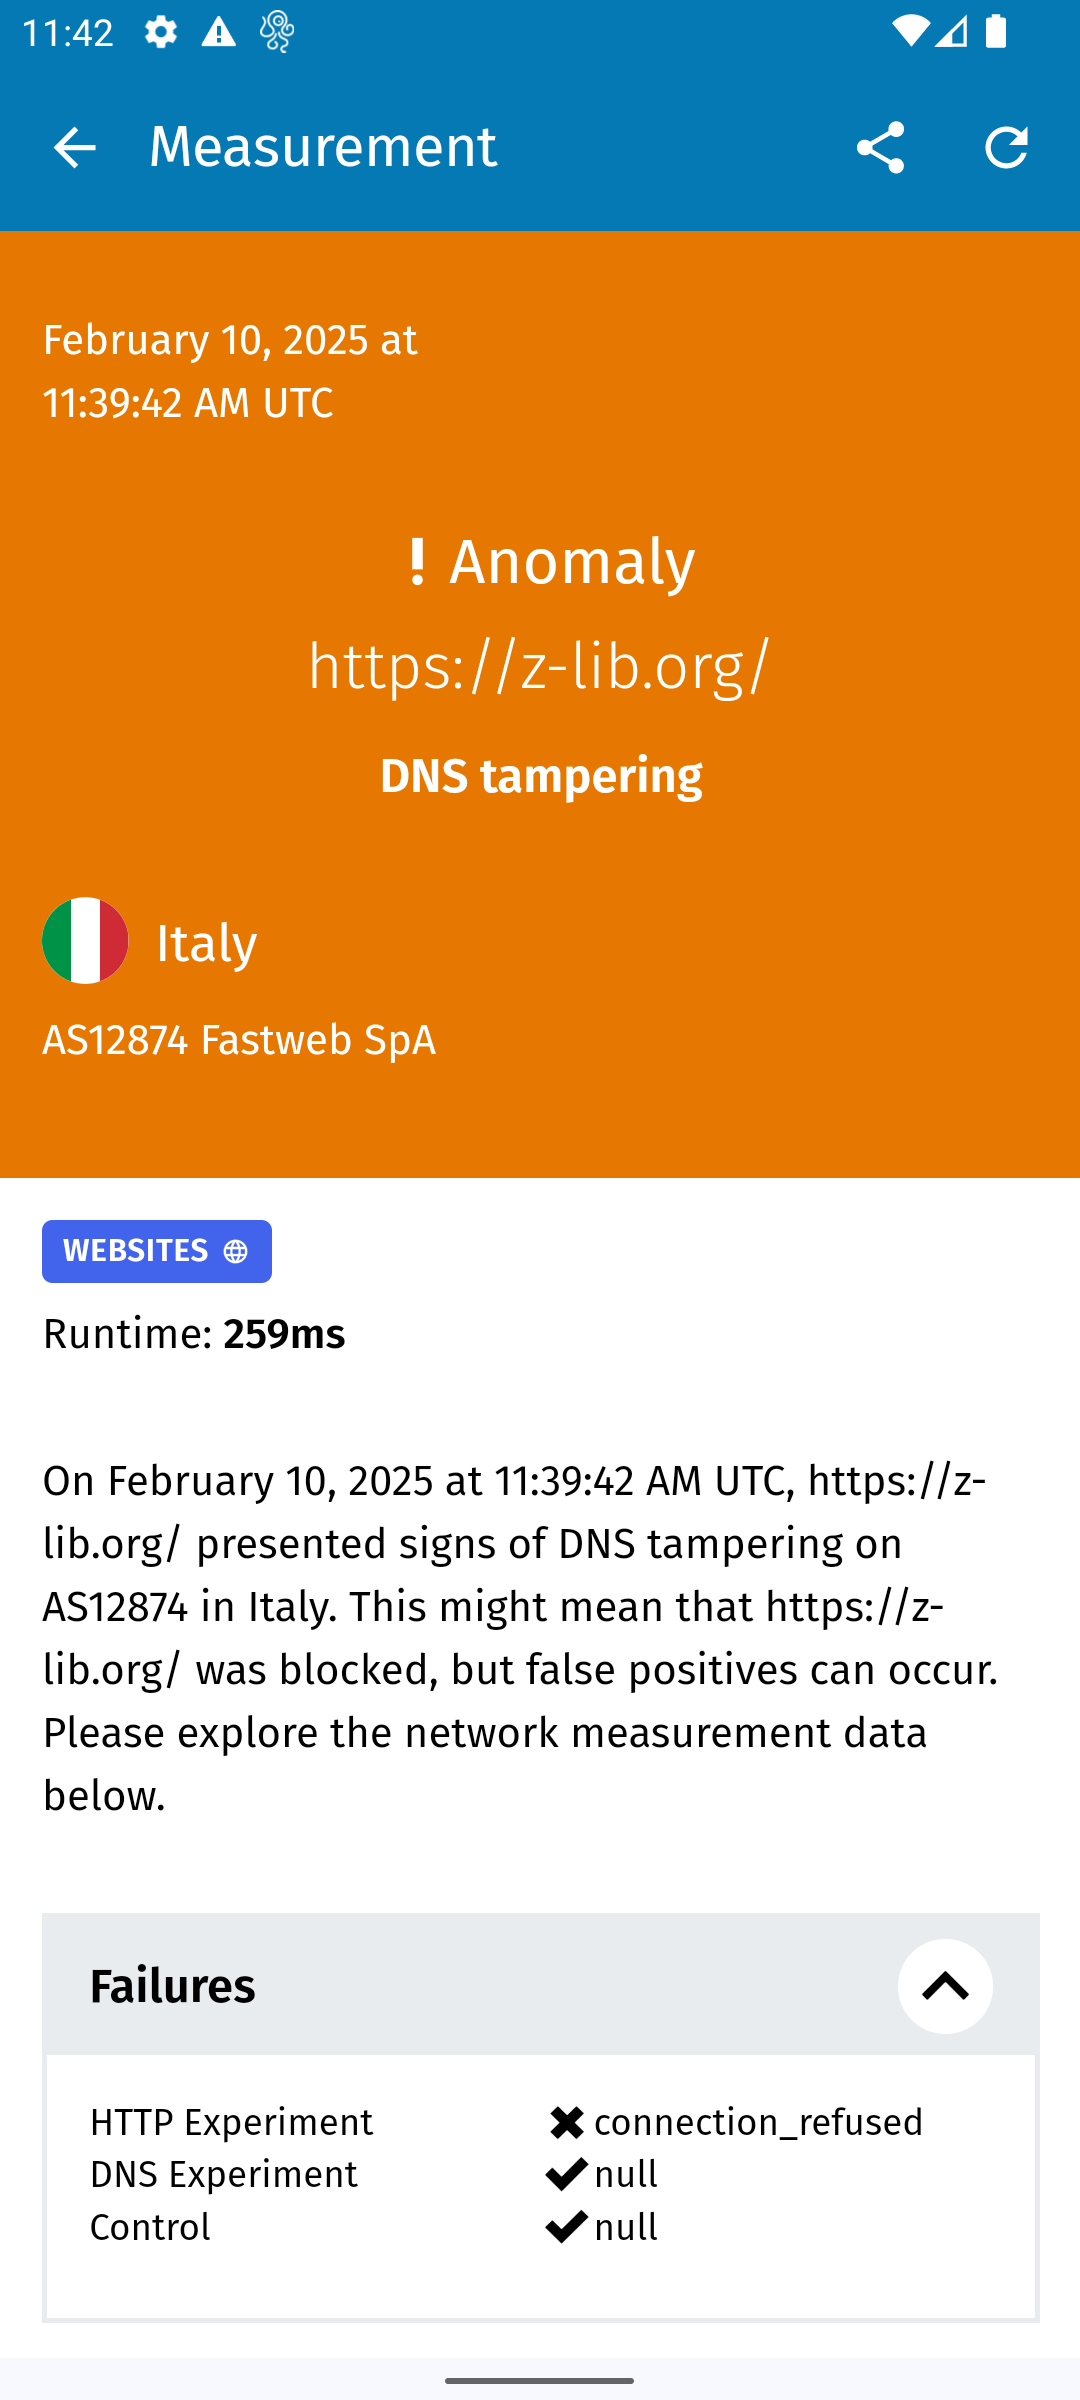 11:42
Measurement
February 10, 2025 at
11:39:42 AM UTC
! Anomaly
https://z-lib.org/
DNS tampering
Italy
AS12874 Fastweb SpA
WEBSITES
Runtime: 259ms
On February 10, 2025 at 11:39:42 AM UTC, https://z-
lib.org/ presented signs of DNS tampering on
AS12874 in Italy. This might mean that https://z-
lib.org/ was blocked, but false positives can occur.
Please explore the network measurement data
below.
Failures
HTTP Experiment connection_refused
DNS Experiment null
Control null